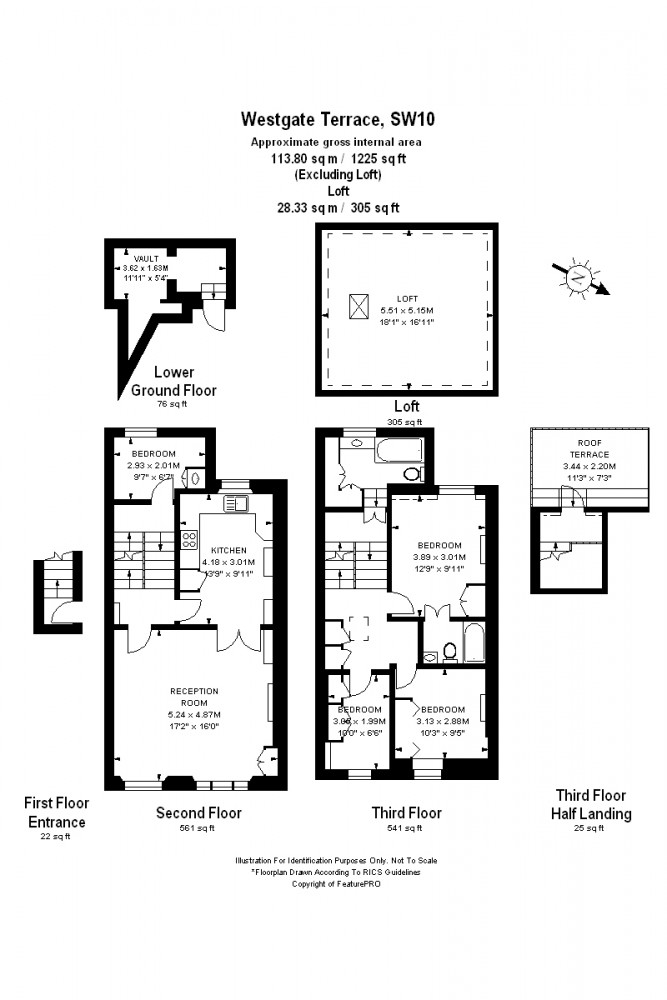 Westgate Terrace, SW10
Approximate gross internal area
113.80 sq m / 1225 sq ft
(Excluding Loft)
Loft
28.33 sq m / 305 sq ft
VAULT
3.62 x 1.63M
11'11" x 5'4"
Lower
Ground Floor
76 sq ft
LOFT
5.51 x 5.15M
18'1" x 16'11"
Loft
305 sq ft
N
BEDROOM
2.93 x 2.01M
9'7" x 6'7"
KITCHEN
4.18 x 3.01M
13'9" x 9'11"
RECEPTION
ROOM
5.24 x 4.87M
17'2" x 16'0"
BEDROOM
3.89 x 3.01M
12'9" x 9'11"
BEDROOM
1.99M
10'0" x 6'6"
BEDROOM
3.13 x 2.88M
10'3" x 9'5"
ROOF
TERRACE
3.44 x 2.20M
11'3" x 7'3"
First Floor
Entrance
22 sq ft
Second Floor
561 sq ft
Third Floor
541 sq ft
Third Floor
Half Landing
25 sq ft
Illustration For Identification Purposes Only. Not To Scale
*Floorplan Drawn According To RICS Guidelines
Copyright of FeaturePRO